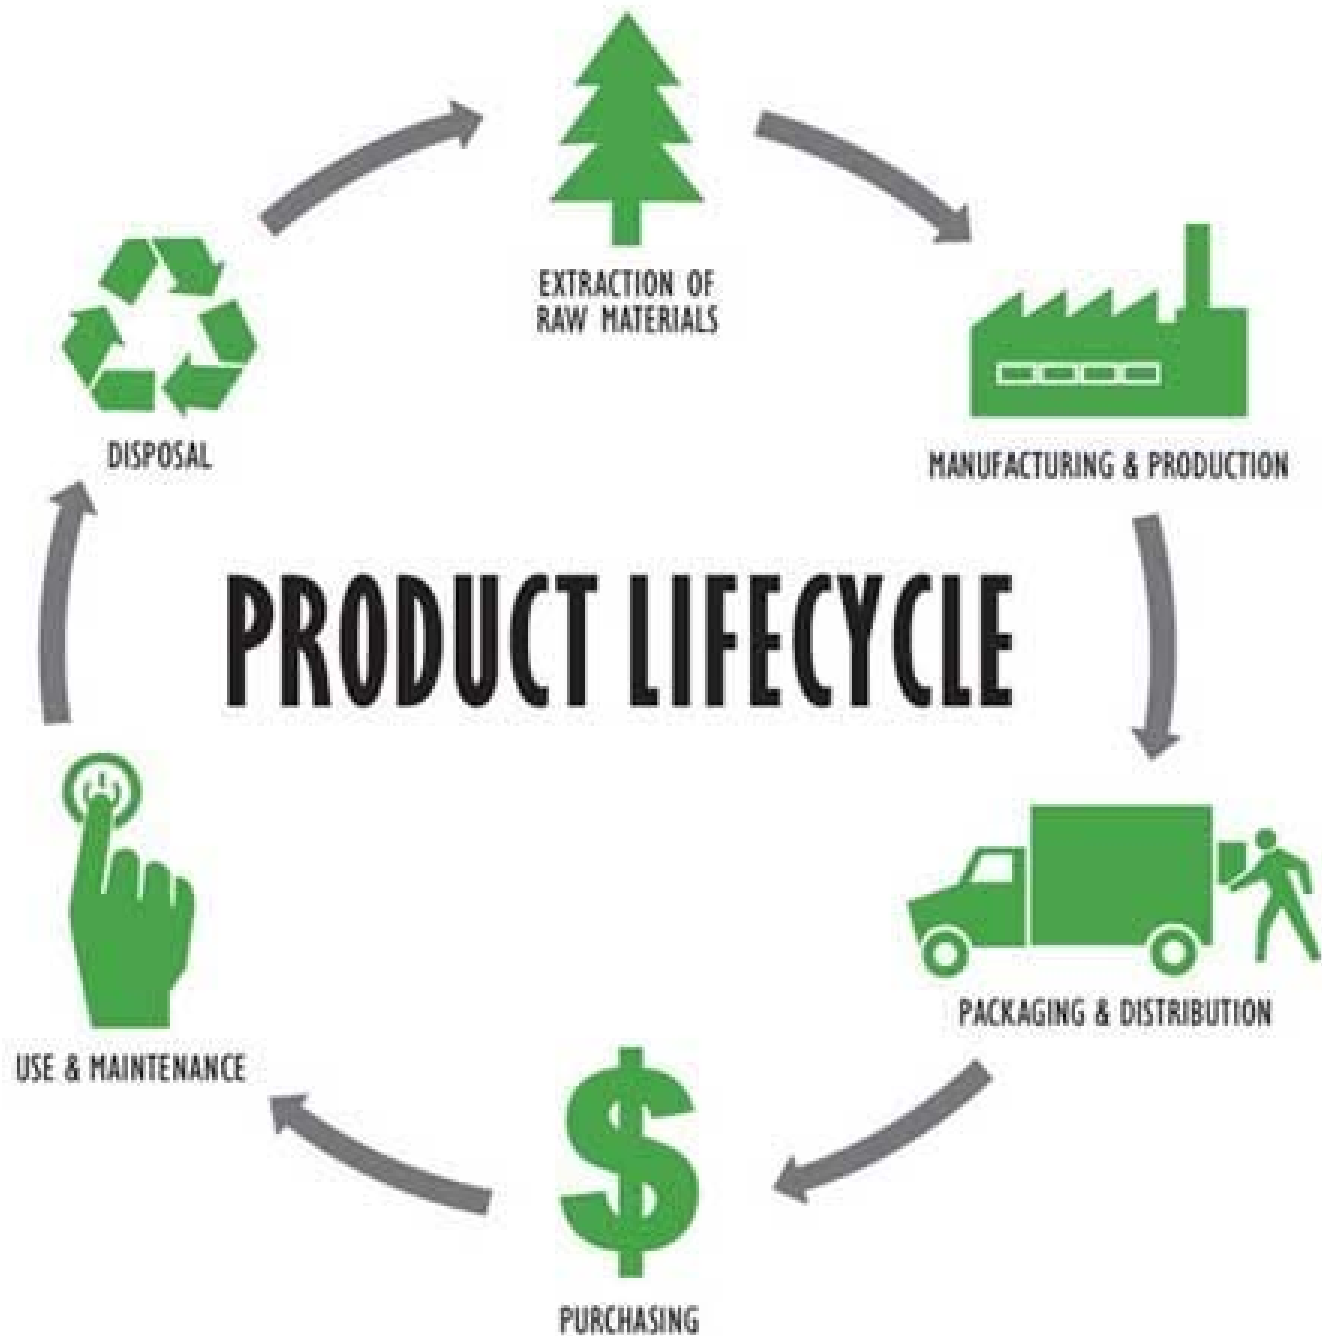 EXTRACTION OF
RAW MATERIALS
MANUFACTURING & PRODUCTION
DISPOSAL
PRODUCT LIFECYCLE
PACKAGING & DISTRIBUTION
USE & MAINTENANCE
PURCHASING